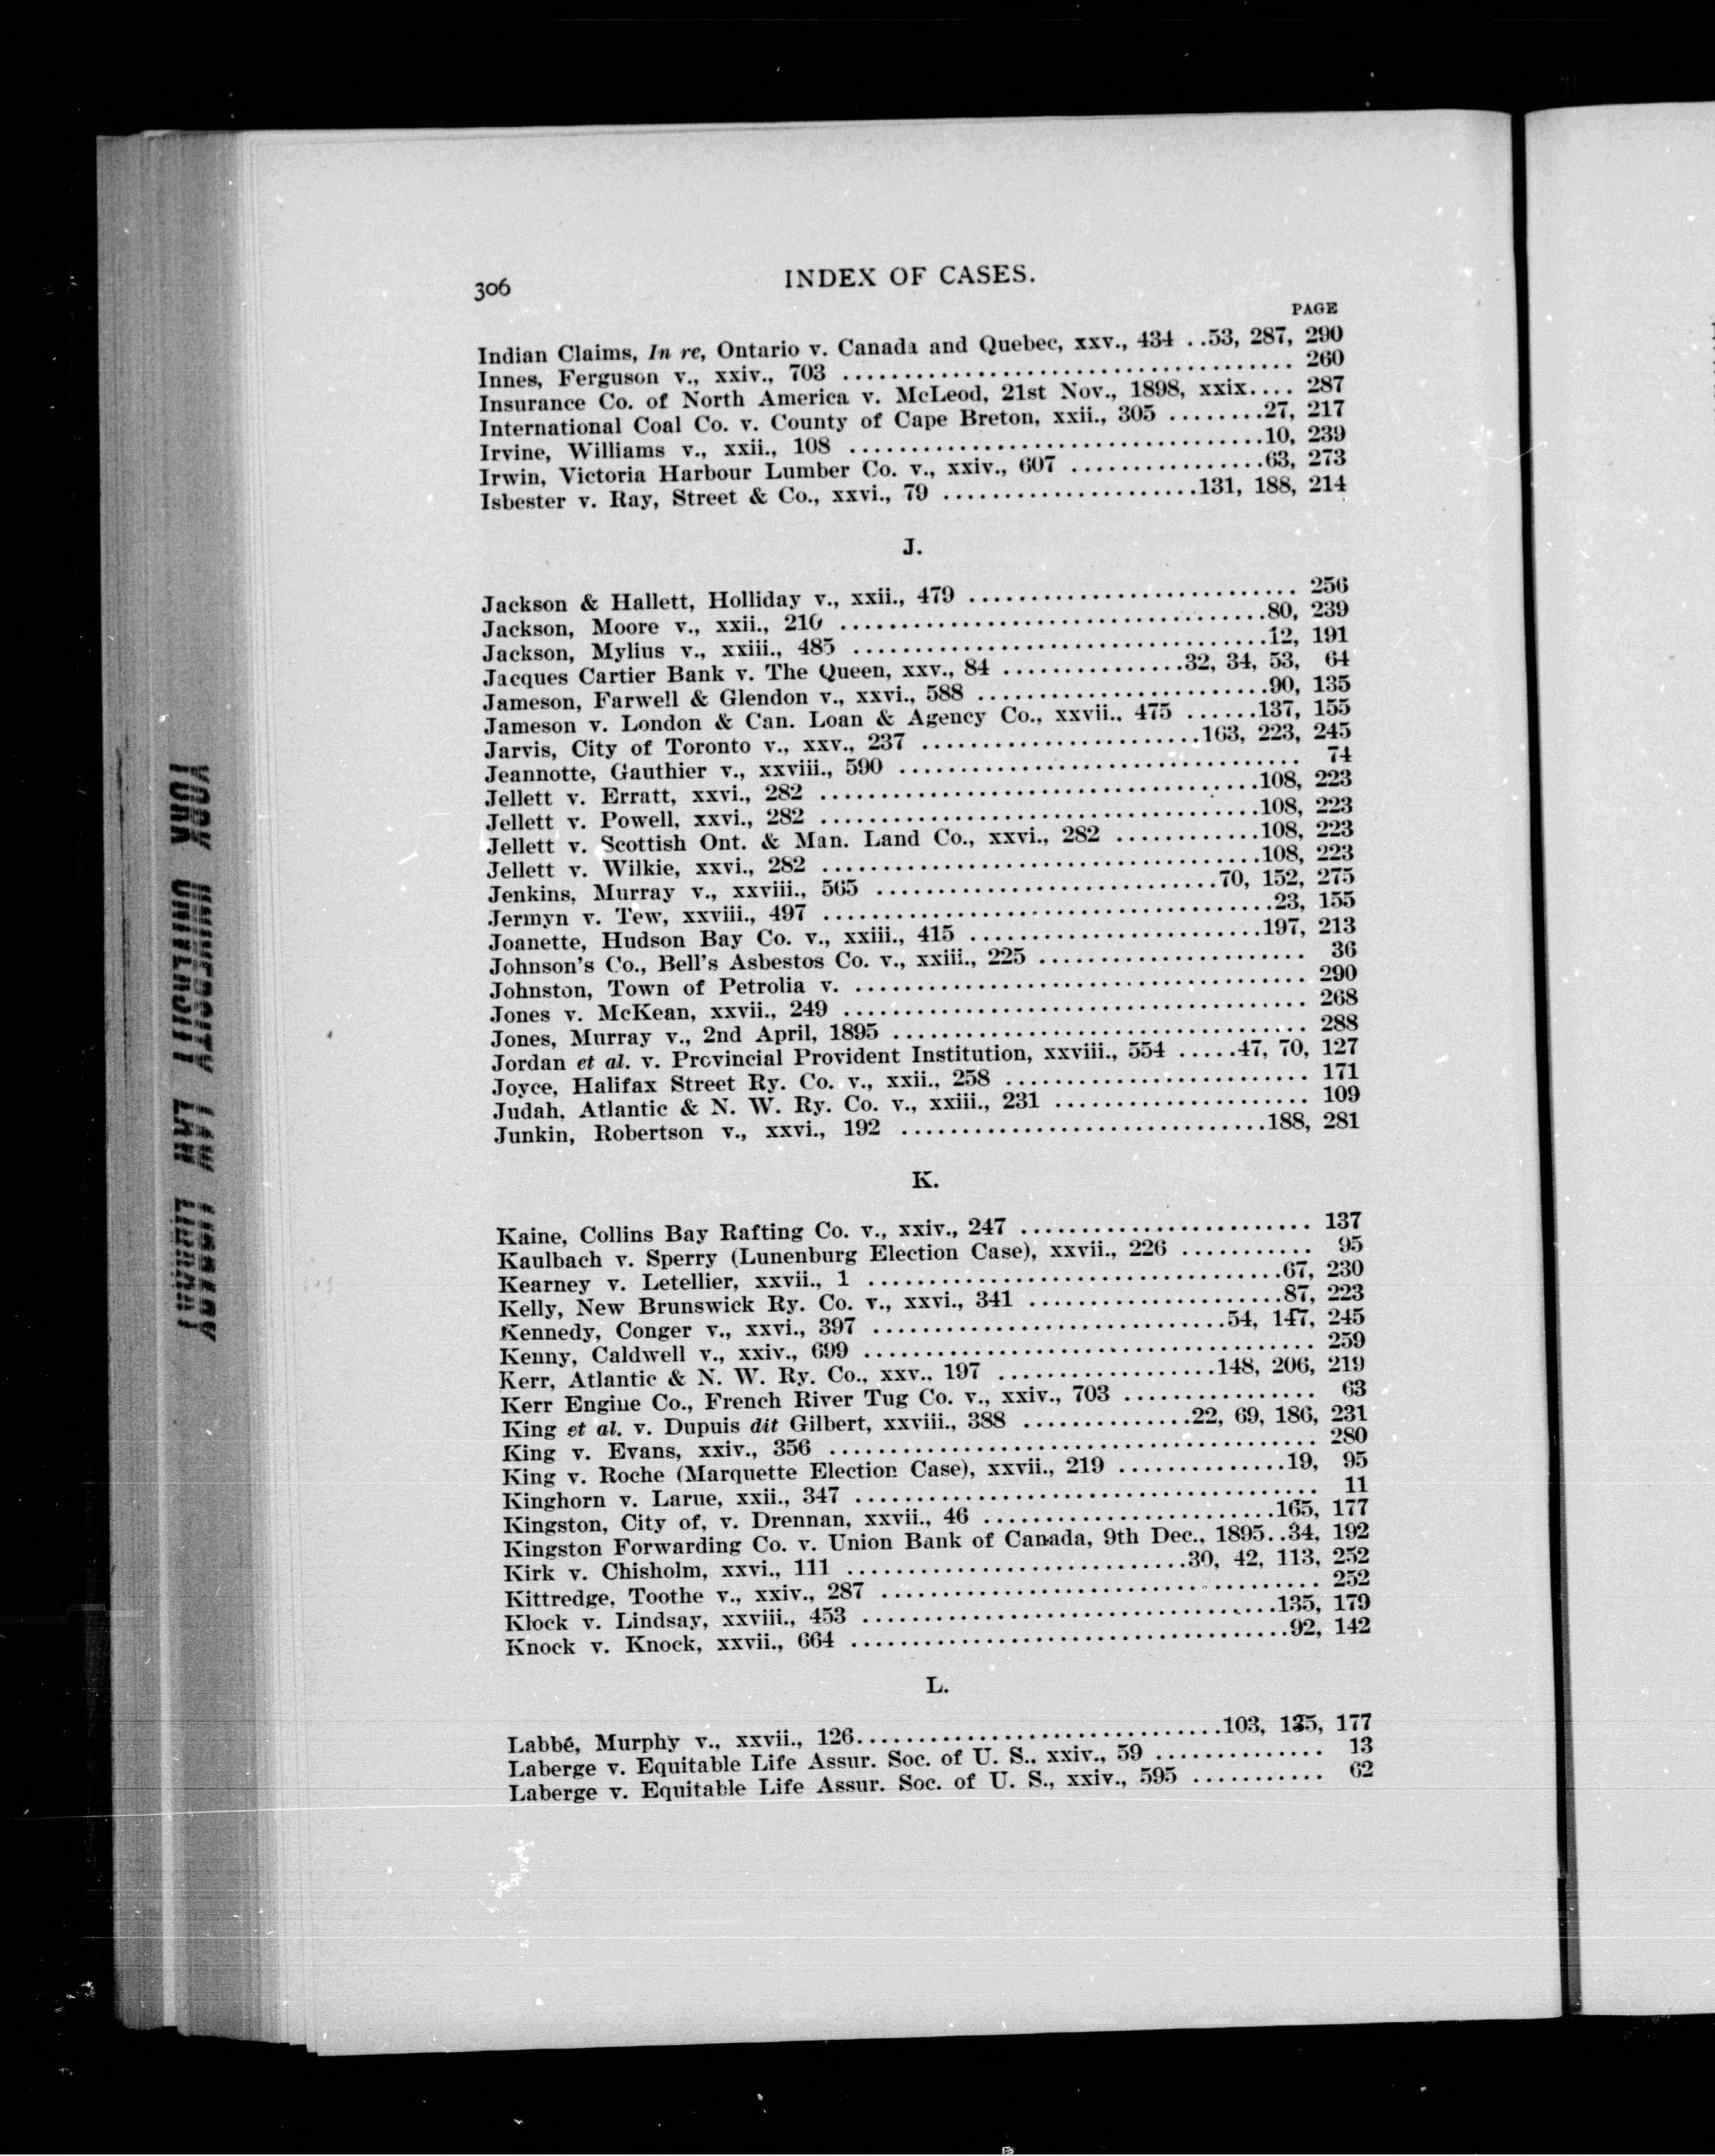 306
INDEX OF CASES.
PAGE
Indian Claims, In re, Ontario v. Canada and Quebec, xxv., 434 ..53, 287, 290
Innes, Ferguson v., xxiv., 703 .................................... 260
Insurance Co. of North America v. McLeod, 21st Nov., 1898, xxix.... 287
International Coal Co. v. County of Cape Breton, xxii., 305 ........27, 217
Irvine, Williams v., xxii., 108 ..................................10, 239
Irwin, Victoria Harbour Lumber Co. v., xxiv., 607 ................63, 273
Isbester v. Ray, Street & Co., xxvi., 79 .....................131, 188, 214
J.
Jackson & Hallett, Holliday v., xxii., 479 ........................... 256
Jackson, Moore v., xxii., 210 ...................................80, 239
Jackson, Mylius v., xxiii., 485 ..................................12, 191
Jacques Cartier Bank v. The Queen, xxv., 84 ...............32, 34, 53, 64
Jameson, Farwell & Glendon v., xxvi., 588 ........................90, 135
Jameson v. London & Can. Loan & Agency Co., xxvii., 475 ......137, 155
Jarvis, City of Toronto v., xxv., 237 .......................163, 223, 245
Jeannotte, Gauthier v., xxviii., 590 ................................. 74
Jellett v. Erratt, xxvi., 282 ....................................108, 223
Jellett v. Powell, xxvi., 282 ....................................108, 223
Jellett v. Scottish Ont. & Man. Land Co., xxvi., 282 ............108, 223
Jellett v. Wilkie, xxvi., 282 ....................................108, 223
Jenkins, Murray v., xxviii., 565 ............................70, 152, 275
Jermyn v. Tew, xxviii., 497 .....................................23, 155
Joanette, Hudson Bay Co. v., xxiii., 415 ........................197, 213
Johnson's Co., Bell's Asbestos Co. v., xxiii., 225 ...................... 36
Johnston, Town of Petrolia v. ..................................... 290
Jones v. McKean, xxvii., 249 ...................................... 268
Jones, Murray v., 2nd April, 1895 .................................. 288
Jordan et al. v. Provincial Provident Institution, xxviii., 554 .....47, 70, 127
Joyce, Halifax Street Ry. Co. v., xxii., 258 ......................... 171
Judah, Atlantic & N. W. Ry. Co. v., xxiii., 231 ..................... 109
Junkin, Robertson v., xxvi., 192 ..............................188, 281
K.
Kaine, Collins Bay Rafting Co. v., xxiv., 247 ........................ 137
Kaulbach v. Sperry (Lunenburg Election Case), xxvii., 226 ........... 95
Kearney v. Letellier, xxvii., 1 ..................................67, 230
Kelly, New Brunswick Ry. Co. v., xxvi., 341 .....................87, 223
Kennedy, Conger v., xxvi., 397 .............................54, 147, 245
Kenny, Caldwell v., xxiv., 699 ..................................... 259
Kerr, Atlantic & N. W. Ry. Co., xxv., 197 ..................148, 206, 219
Kerr Engine Co., French River Tug Co. v., xxiv., 703 ................ 63
King et al. v. Dupuis dit Gilbert, xxviii., 388 ...............22, 69, 186, 231
King v. Evans, xxiv., 356 ........................................ 280
King v. Roche (Marquette Election Case), xxvii., 219 ..............19, 95
Kinghorn v. Larue, xxii., 347 ...................................... 11
Kingston, City of, v. Drennan, xxvii., 46 ........................165, 177
Kingston Forwarding Co. v. Union Bank of Canada, 9th Dec., 1895..34, 192
Kirk v. Chisholm, xxvi., 111 ............................30, 42, 113, 252
Kittredge, Toothe v., xxiv., 287 .................................... 252
Klock v. Lindsay, xxviii., 453 ..................................135, 179
Knock v. Knock, xxvii., 664 ....................................92, 142
L.
Labbé, Murphy v., xxvii., 126..............................103, 135, 177
Laberge v. Equitable Life Assur. Soc. of U. S., xxiv., 59 .............. 13
Laberge v. Equitable Life Assur. Soc. of U. S., xxiv., 595 ........... 62
YORK UNIVERSITY LAW LIBRARY